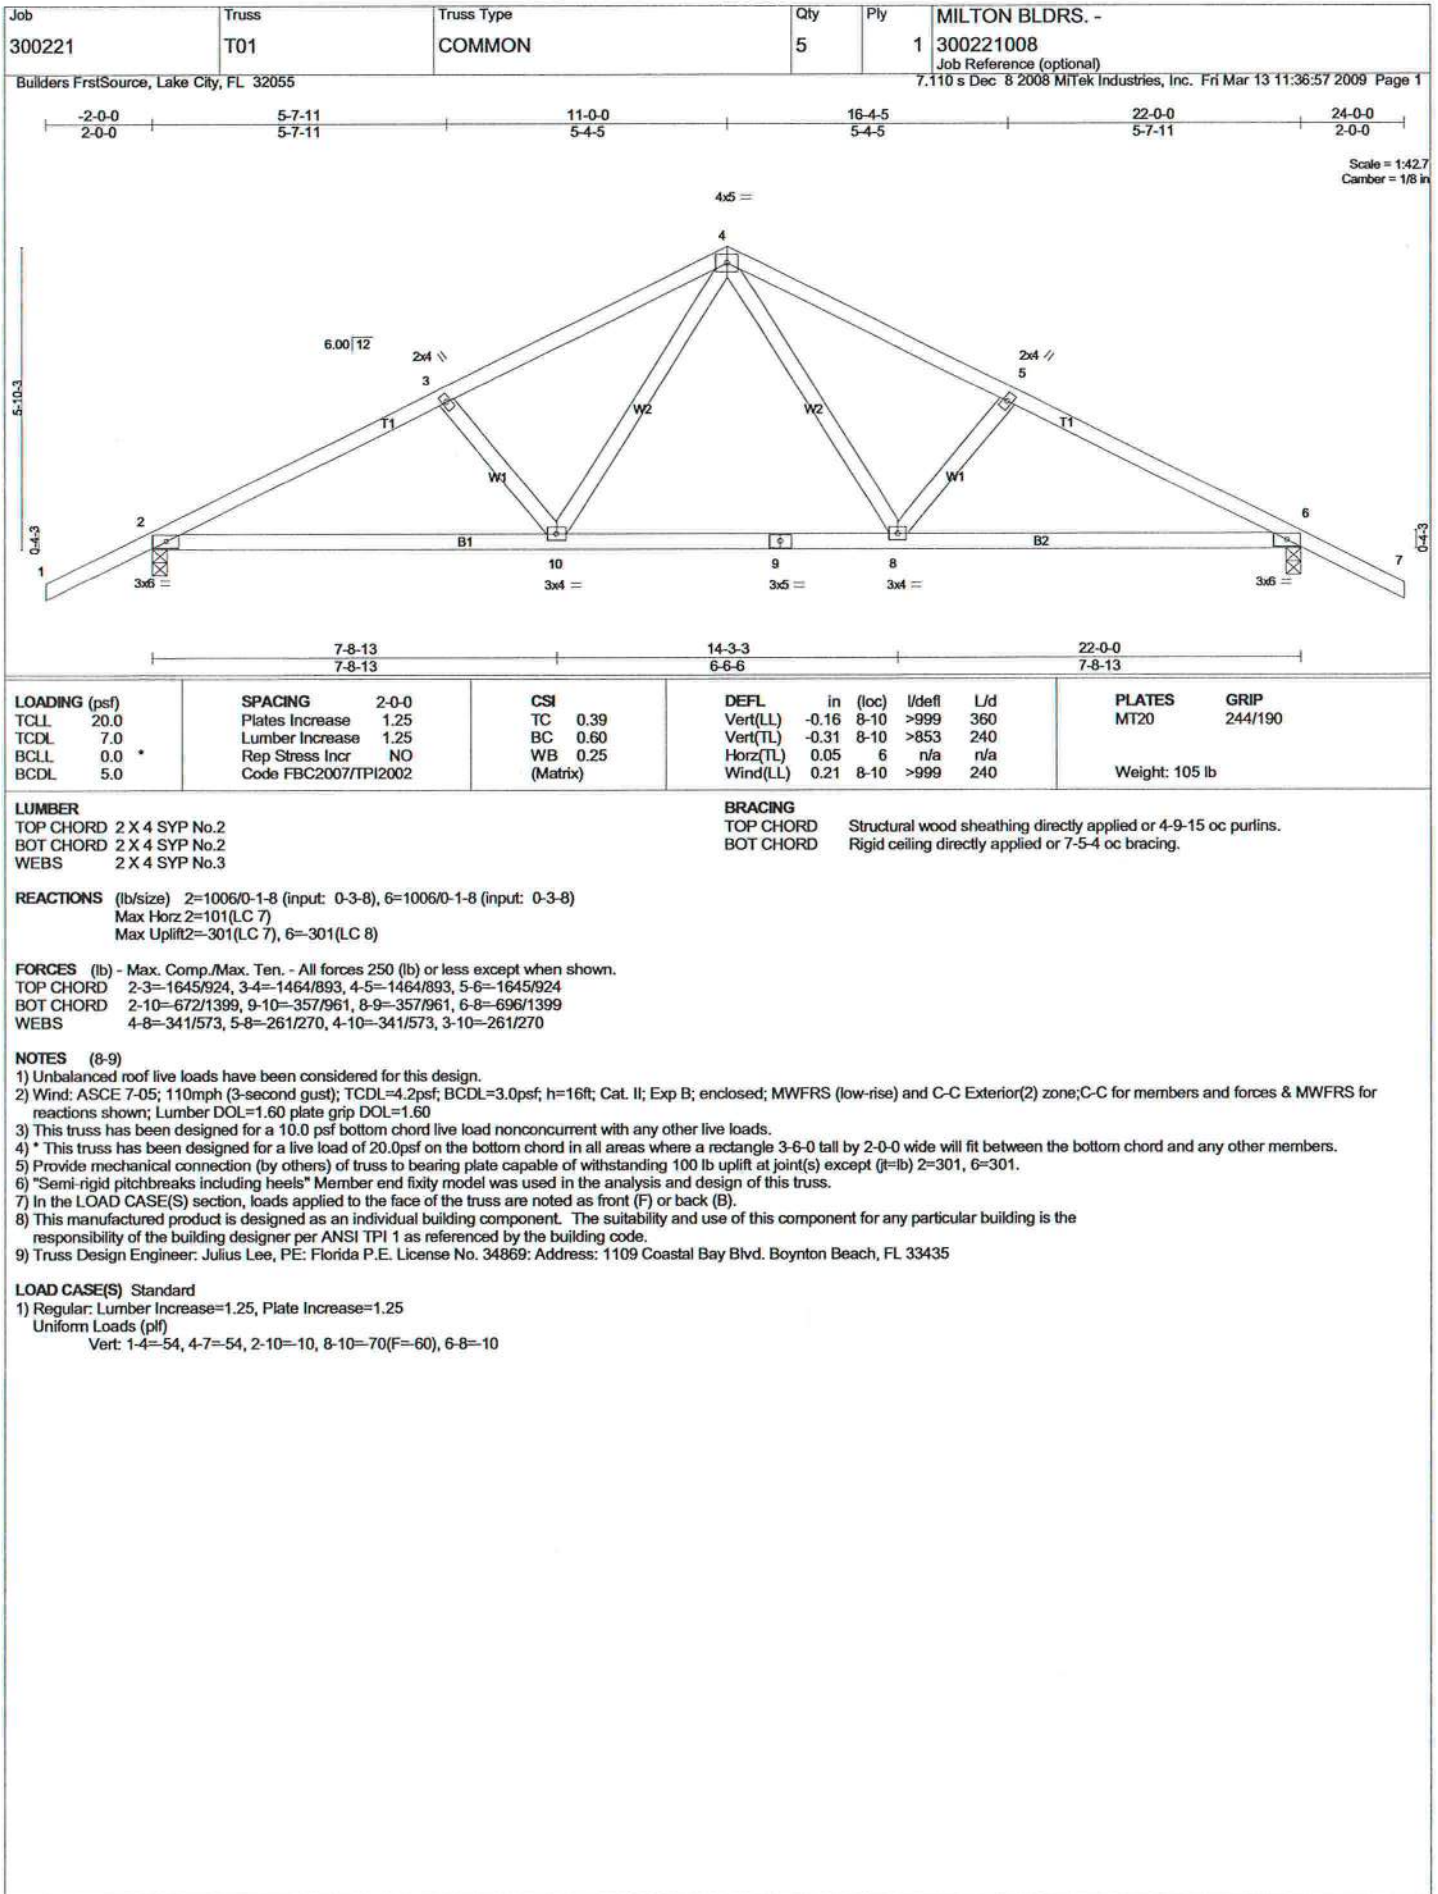 Job Truss Truss Type Qty Ply MILTON BLDRS. -
300221 T01 COMMON 5 1 300221008
Job Reference (optional)
Builders FrstSource, Lake City, FL 32055 7.110 s Dec 8 2008 MiTek Industries, Inc. Fri Mar 13 11:36:57 2009 Page 1
-2-0-0 5-7-11 11-0-0 16-4-5 22-0-0 24-0-0
2-0-0 5-7-11 5-4-5 5-4-5 5-7-11 2-0-0
Scale = 1:42.7
Camber = 1/8 in
4x5 =
4
6.00 12
2x4 \\
3
2x4 //
5
5-10-3
T1 W2 W2 T1
W1 W1
2 6
0-4-3 0-4-3
B1 B2
1 10 9 8 7
3x6 = 3x4 = 3x5 = 3x4 = 3x6 =
7-8-13 14-3-3 22-0-0
7-8-13 6-6-6 7-8-13
LOADING (psf) SPACING 2-0-0 CSI DEFL in (loc) l/defl L/d PLATES GRIP
TCLL 20.0 Plates Increase 1.25 TC 0.39 Vert(LL) -0.16 8-10 >999 360 MT20 244/190
TCDL 7.0 Lumber Increase 1.25 BC 0.60 Vert(TL) -0.31 8-10 >853 240
BCLL 0.0 * Rep Stress Incr NO WB 0.25 Horz(TL) 0.05 6 n/a n/a
BCDL 5.0 Code FBC2007/TPI2002 (Matrix) Wind(LL) 0.21 8-10 >999 240 Weight: 105 lb
LUMBER
TOP CHORD 2 X 4 SYP No.2
BOT CHORD 2 X 4 SYP No.2
WEBS 2 X 4 SYP No.3
BRACING
TOP CHORD Structural wood sheathing directly applied or 4-9-15 oc purlins.
BOT CHORD Rigid ceiling directly applied or 7-5-4 oc bracing.
REACTIONS (lb/size) 2=1006/0-1-8 (input: 0-3-8), 6=1006/0-1-8 (input: 0-3-8)
Max Horz 2=101(LC 7)
Max Uplift2=-301(LC 7), 6=-301(LC 8)
FORCES (lb) - Max. Comp./Max. Ten. - All forces 250 (lb) or less except when shown.
TOP CHORD 2-3=-1645/924, 3-4=-1464/893, 4-5=-1464/893, 5-6=-1645/924
BOT CHORD 2-10=-672/1399, 9-10=-357/961, 8-9=-357/961, 6-8=-696/1399
WEBS 4-8=-341/573, 5-8=-261/270, 4-10=-341/573, 3-10=-261/270
NOTES (8-9)
1) Unbalanced roof live loads have been considered for this design.
2) Wind: ASCE 7-05; 110mph (3-second gust); TCDL=4.2psf; BCDL=3.0psf; h=16ft; Cat. II; Exp B; enclosed; MWFRS (low-rise) and C-C Exterior(2) zone;C-C for members and forces & MWFRS for
reactions shown; Lumber DOL=1.60 plate grip DOL=1.60
3) This truss has been designed for a 10.0 psf bottom chord live load nonconcurrent with any other live loads.
4) * This truss has been designed for a live load of 20.0psf on the bottom chord in all areas where a rectangle 3-6-0 tall by 2-0-0 wide will fit between the bottom chord and any other members.
5) Provide mechanical connection (by others) of truss to bearing plate capable of withstanding 100 lb uplift at joint(s) except (jt=lb) 2=301, 6=301.
6) "Semi-rigid pitchbreaks including heels" Member end fixity model was used in the analysis and design of this truss.
7) In the LOAD CASE(S) section, loads applied to the face of the truss are noted as front (F) or back (B).
8) This manufactured product is designed as an individual building component. The suitability and use of this component for any particular building is the
responsibility of the building designer per ANSI TPI 1 as referenced by the building code.
9) Truss Design Engineer: Julius Lee, PE: Florida P.E. License No. 34869: Address: 1109 Coastal Bay Blvd. Boynton Beach, FL 33435
LOAD CASE(S) Standard
1) Regular: Lumber Increase=1.25, Plate Increase=1.25
Uniform Loads (plf)
Vert: 1-4=-54, 4-7=-54, 2-10=-10, 8-10=-70(F=-60), 6-8=-10